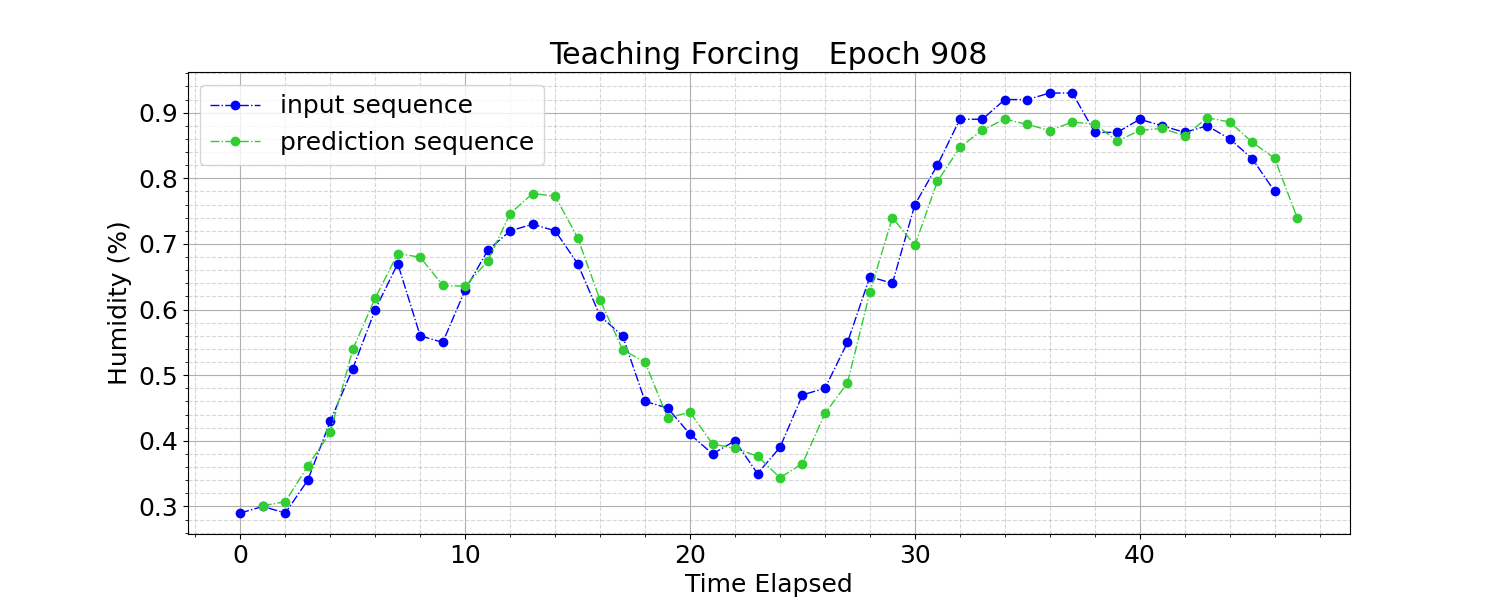 Teaching Forcing   Epoch 908
input sequence
prediction sequence
Humidity (%)
0.9
0.8
0.7
0.6
0.5
0.4
0.3
0 10 20 30 40
Time Elapsed